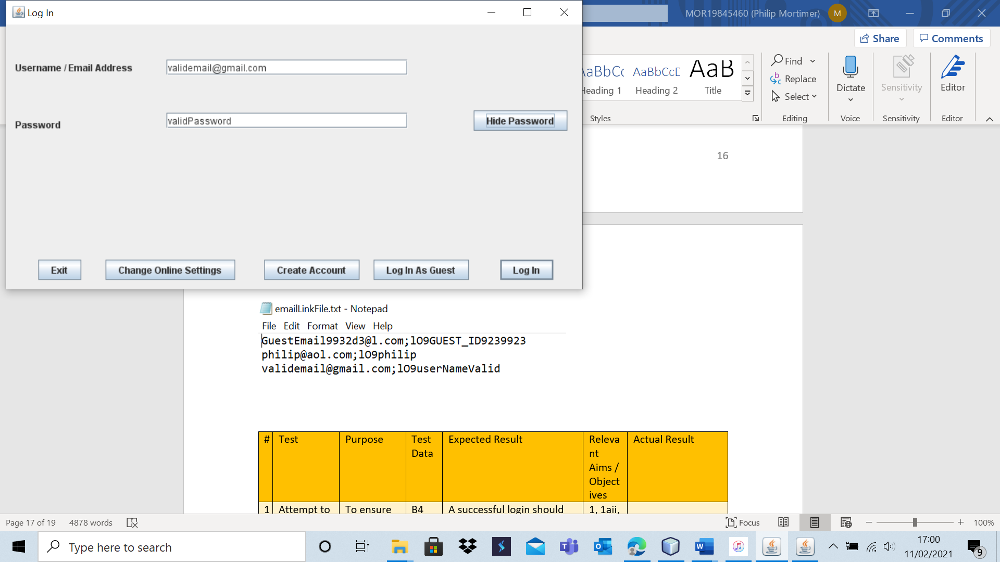 Log In
MOR19845460 (Philip Mortimer)
M
Share
Comments
Username / Email Address
validemail@gmail.com
Password
validPassword
Hide Password
Exit
Change Online Settings
Create Account
Log In As Guest
Log In
AaBbCcD
AaB
Heading 2
Title
Styles
Find
Replace
Select
Editing
Dictate
Voice
Sensitivity
Sensitivity
Editor
Editor
16
emailLinkFile.txt - Notepad
File Edit Format View Help
GuestEmail9932d3@l.com;lO9GUEST_ID9239923
philip@aol.com;lO9philip
validemail@gmail.com;lO9userNameValid
# Test Purpose Test Data Expected Result Releva nt Aims / Object ives Actual Result
1 Attempt to To ensure B4 A successful login should 1, 1aii,
Page 17 of 19
4878 words
Focus
100%
Type here to search
17:00
11/02/2021
9